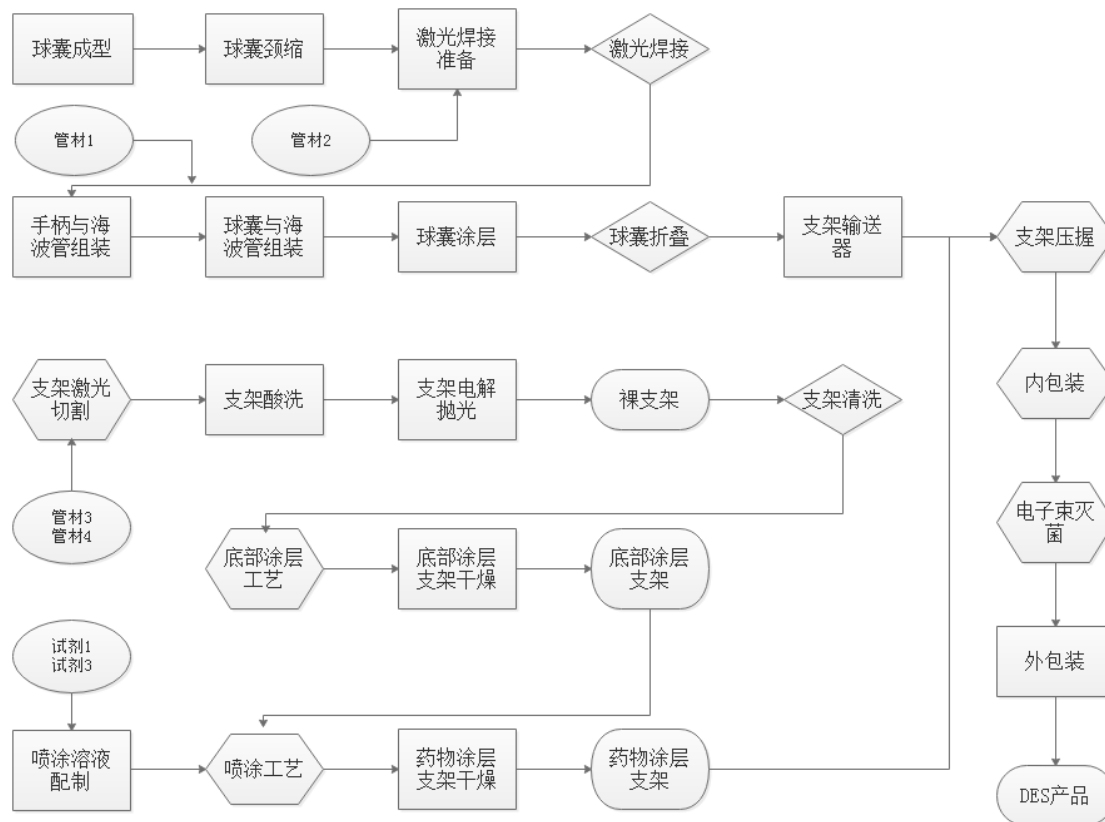 球囊成型
球囊颈缩
激光焊接
准备
激光焊接
管材1
管材2
手柄与海
波管组装
球囊与海
波管组装
球囊涂层
球囊折叠
支架输送
器
支架压握
支架激光
切割
支架酸洗
支架电解
抛光
裸支架
支架清洗
内包装
管材3
管材4
电子束灭
菌
底部涂层
工艺
底部涂层
支架干燥
底部涂层
支架
试剂1
试剂3
外包装
喷涂溶液
配制
喷涂工艺
药物涂层
支架干燥
药物涂层
支架
DES产品